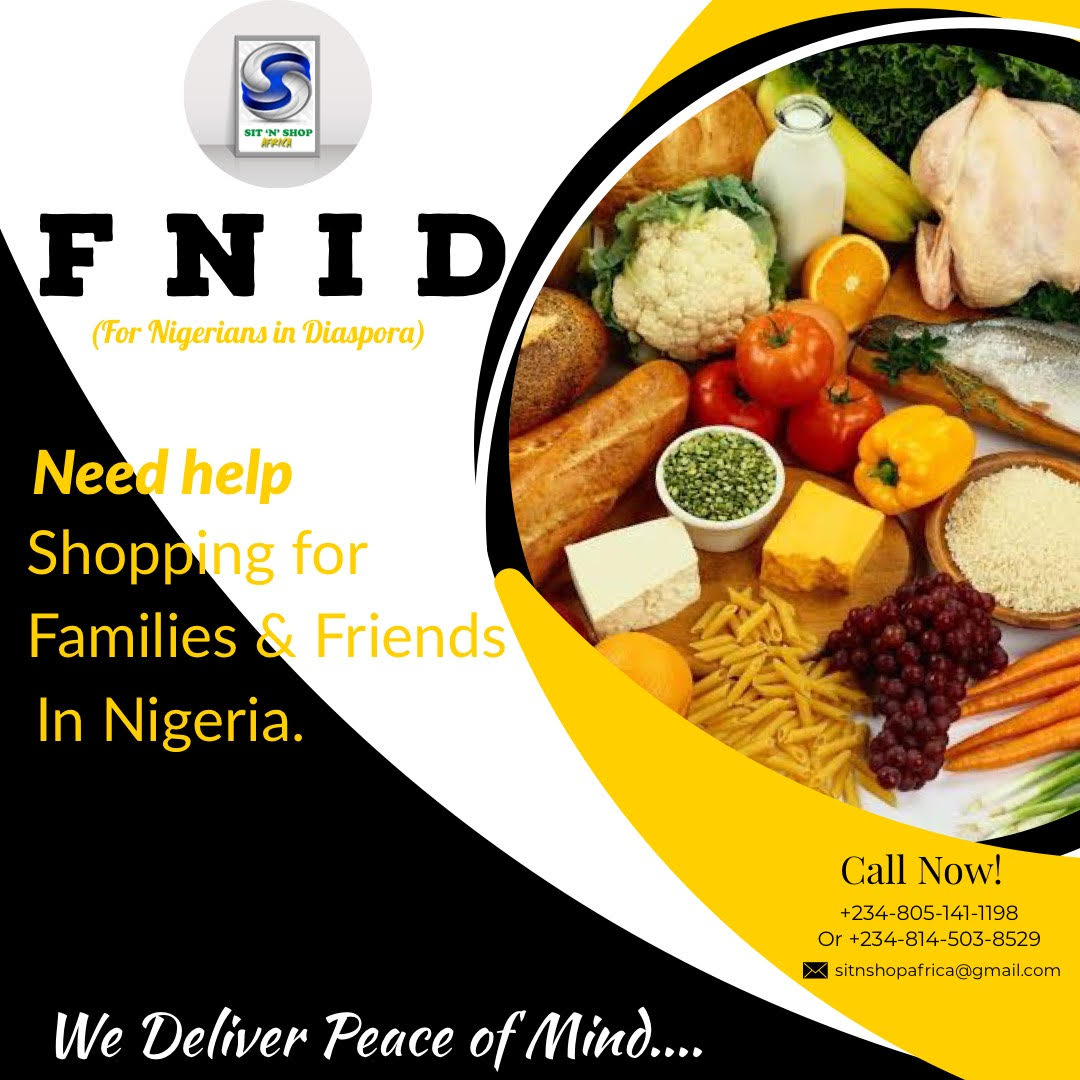 SIT 'N' SHOP
AFRICA
FNID
(For Nigerians in Diaspora)
Need help
Shopping for
Families & Friends
In Nigeria.
Call Now!
+234-805-141-1198
Or +234-814-503-8529
sitnshopafrica@gmail.com
We Deliver Peace of Mind....